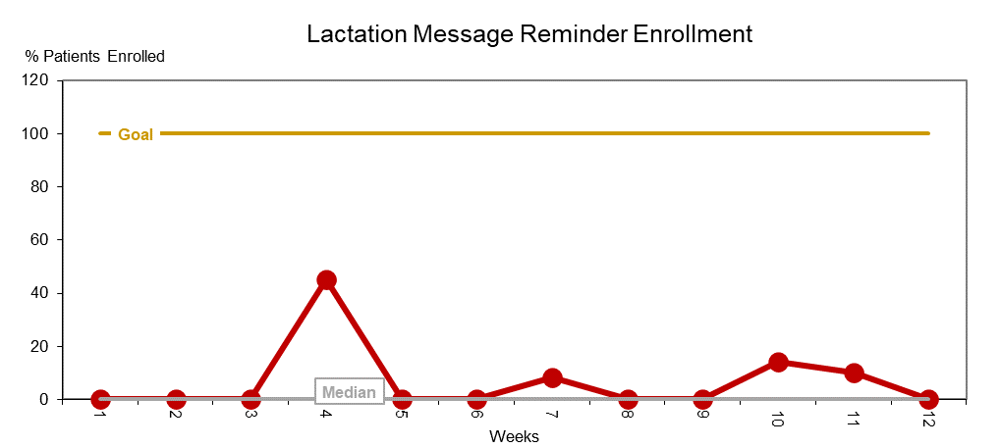 Lactation Message Reminder Enrollment
% Patients Enrolled
120
100
Goal
80
60
40
20
Median
0
1 2 3 4 5 6 7 8 9 10 11 12
Weeks